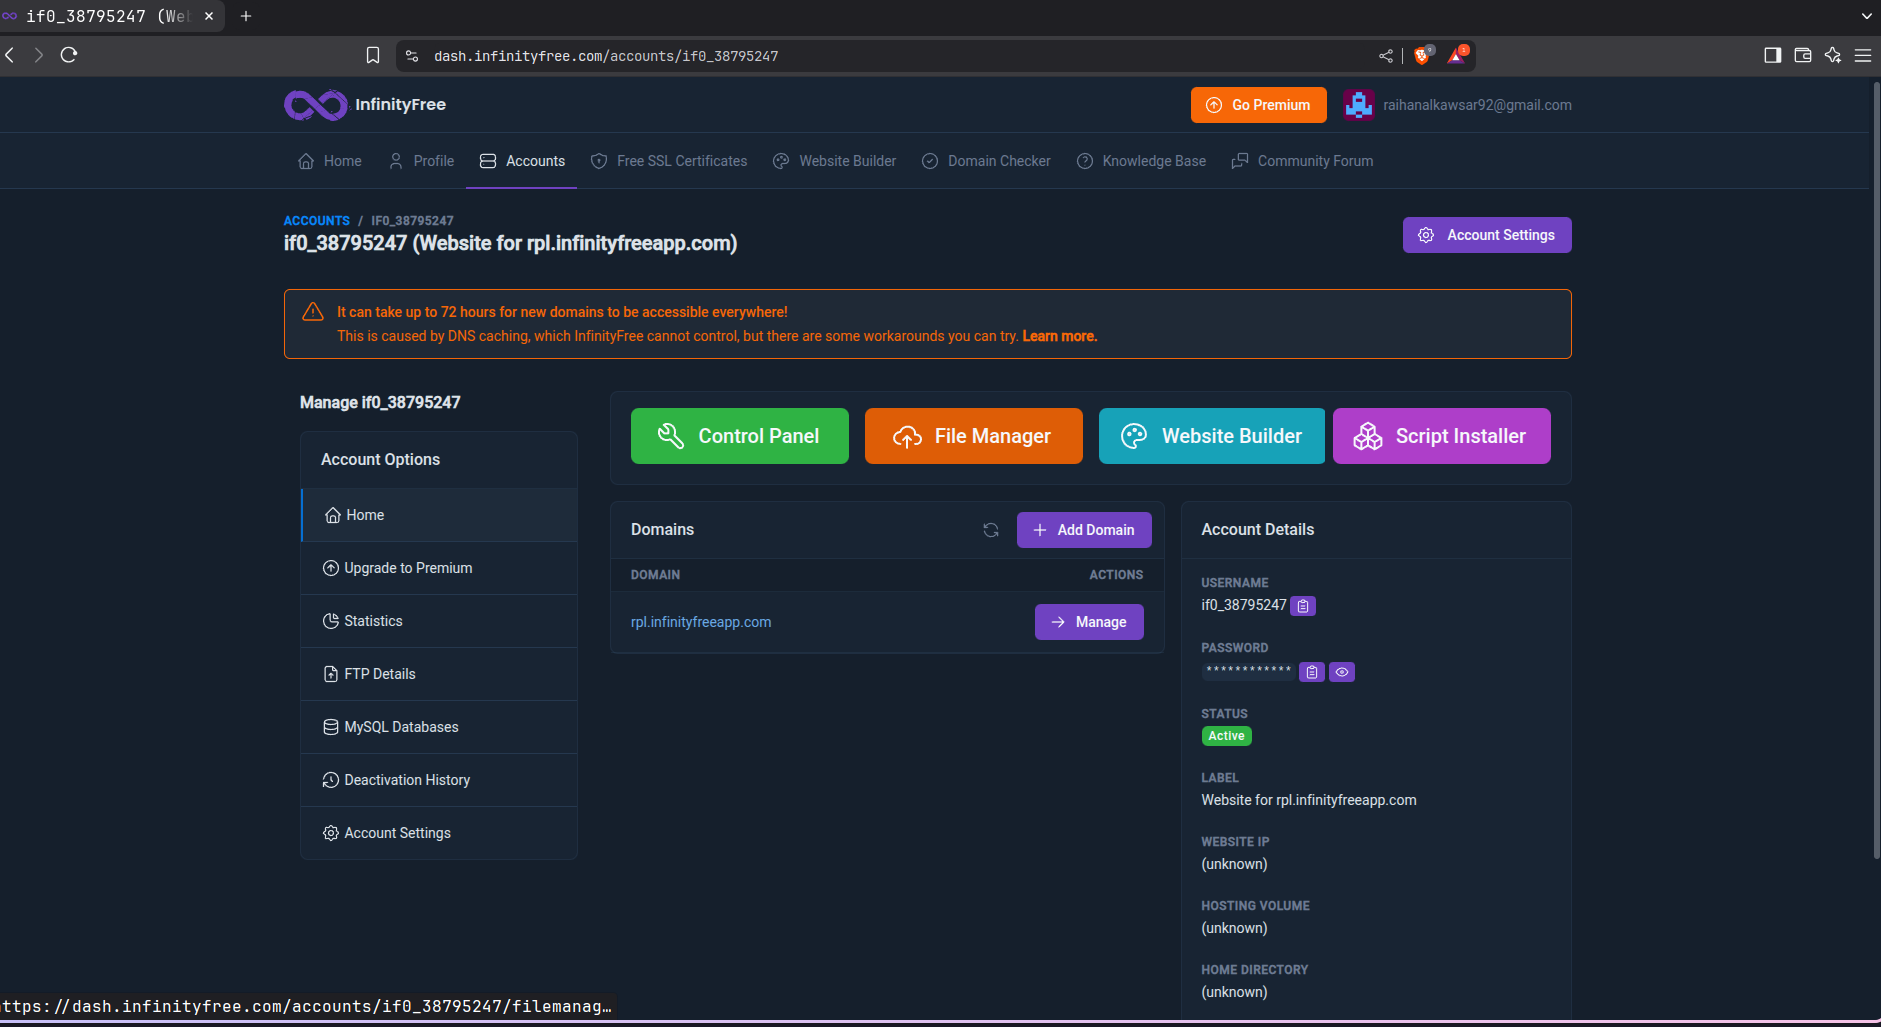 if0_38795247 (Web
dash.infinityfree.com/accounts/if0_38795247
9
1
InfinityFree
Go Premium
raihanalkawsar92@gmail.com
Home
Profile
Accounts
Free SSL Certificates
Website Builder
Domain Checker
Knowledge Base
Community Forum
ACCOUNTS / IF0_38795247
if0_38795247 (Website for rpl.infinityfreeapp.com)
Account Settings
It can take up to 72 hours for new domains to be accessible everywhere!
This is caused by DNS caching, which InfinityFree cannot control, but there are some workarounds you can try. Learn more.
Manage if0_38795247
Control Panel
File Manager
Website Builder
Script Installer
Account Options
Home
Upgrade to Premium
Statistics
FTP Details
MySQL Databases
Deactivation History
Account Settings
Domains
Add Domain
DOMAIN ACTIONS
rpl.infinityfreeapp.com
Manage
Account Details
USERNAME
if0_38795247
PASSWORD
************
STATUS
Active
LABEL
Website for rpl.infinityfreeapp.com
WEBSITE IP
(unknown)
HOSTING VOLUME
(unknown)
HOME DIRECTORY
(unknown)
ttps://dash.infinityfree.com/accounts/if0_38795247/filemanag…